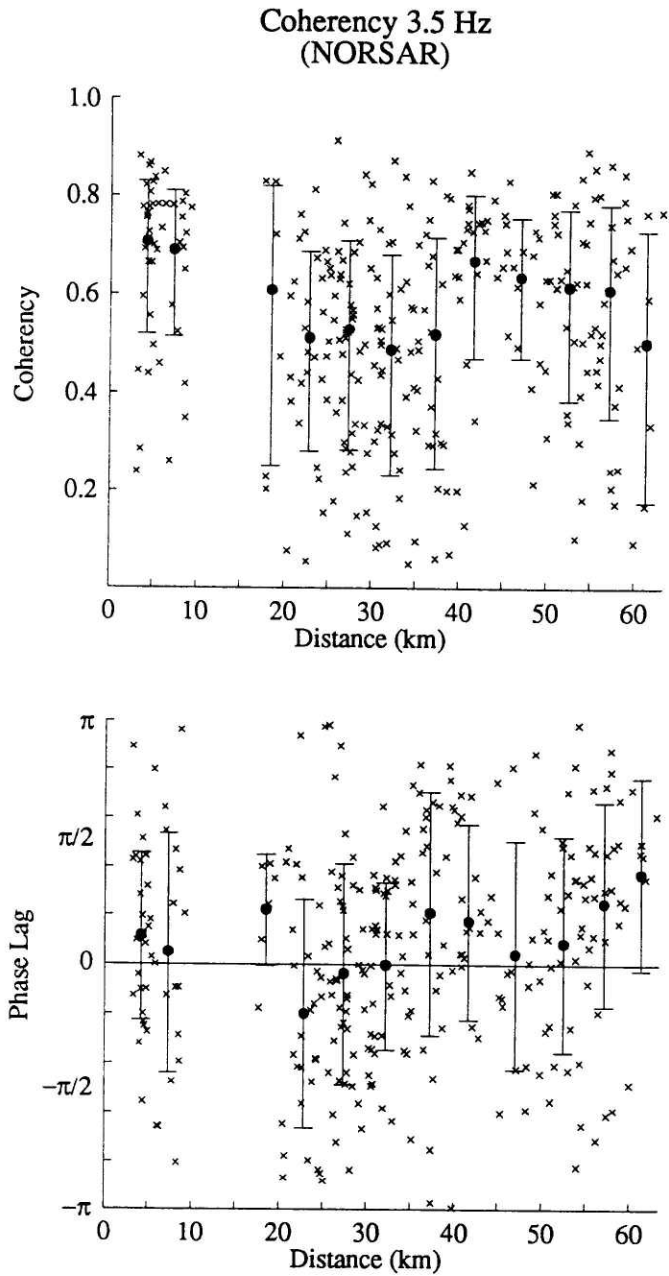 Coherency 3.5 Hz
(NORSAR)
1.0
0.8
0.6
0.4
0.2
Coherency
0 10 20 30 40 50 60
Distance (km)
π
π/2
0
−π/2
−π
Phase Lag
0 10 20 30 40 50 60
Distance (km)